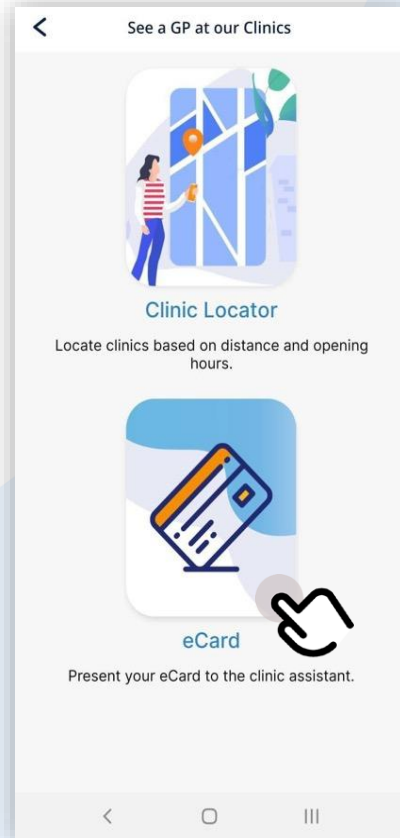 See a GP at our Clinics
Clinic Locator
Locate clinics based on distance and opening
hours.
eCard
Present your eCard to the clinic assistant.